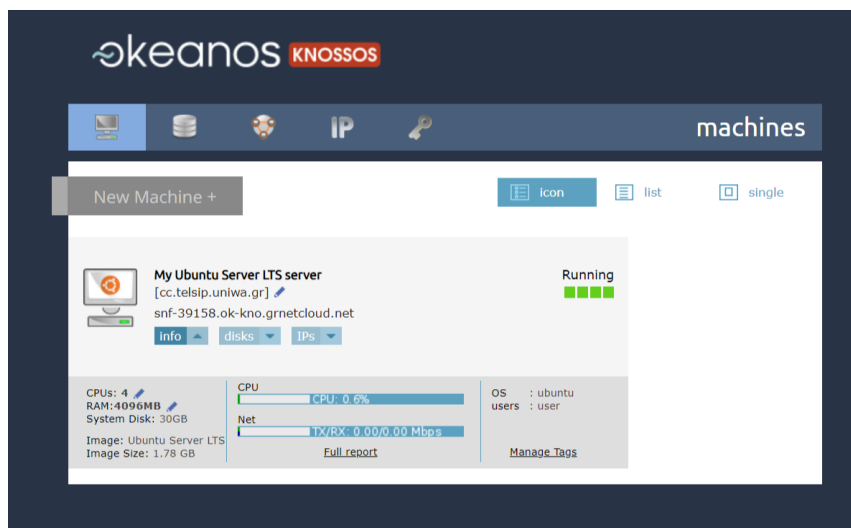 okeanos KNOSSOS
IP
machines
New Machine +
icon
list
single
My Ubuntu Server LTS server
Running
[cc.telsip.uniwa.gr]
snf-39158.ok-kno.grnetcloud.net
info
disks
IPs
CPUs: 4
RAM:4096MB
System Disk: 30GB
Image: Ubuntu Server LTS
Image Size: 1.78 GB
CPU
CPU: 0.6%
Net
TX/RX: 0.00/0.00 Mbps
Full report
OS : ubuntu
users : user
Manage Tags